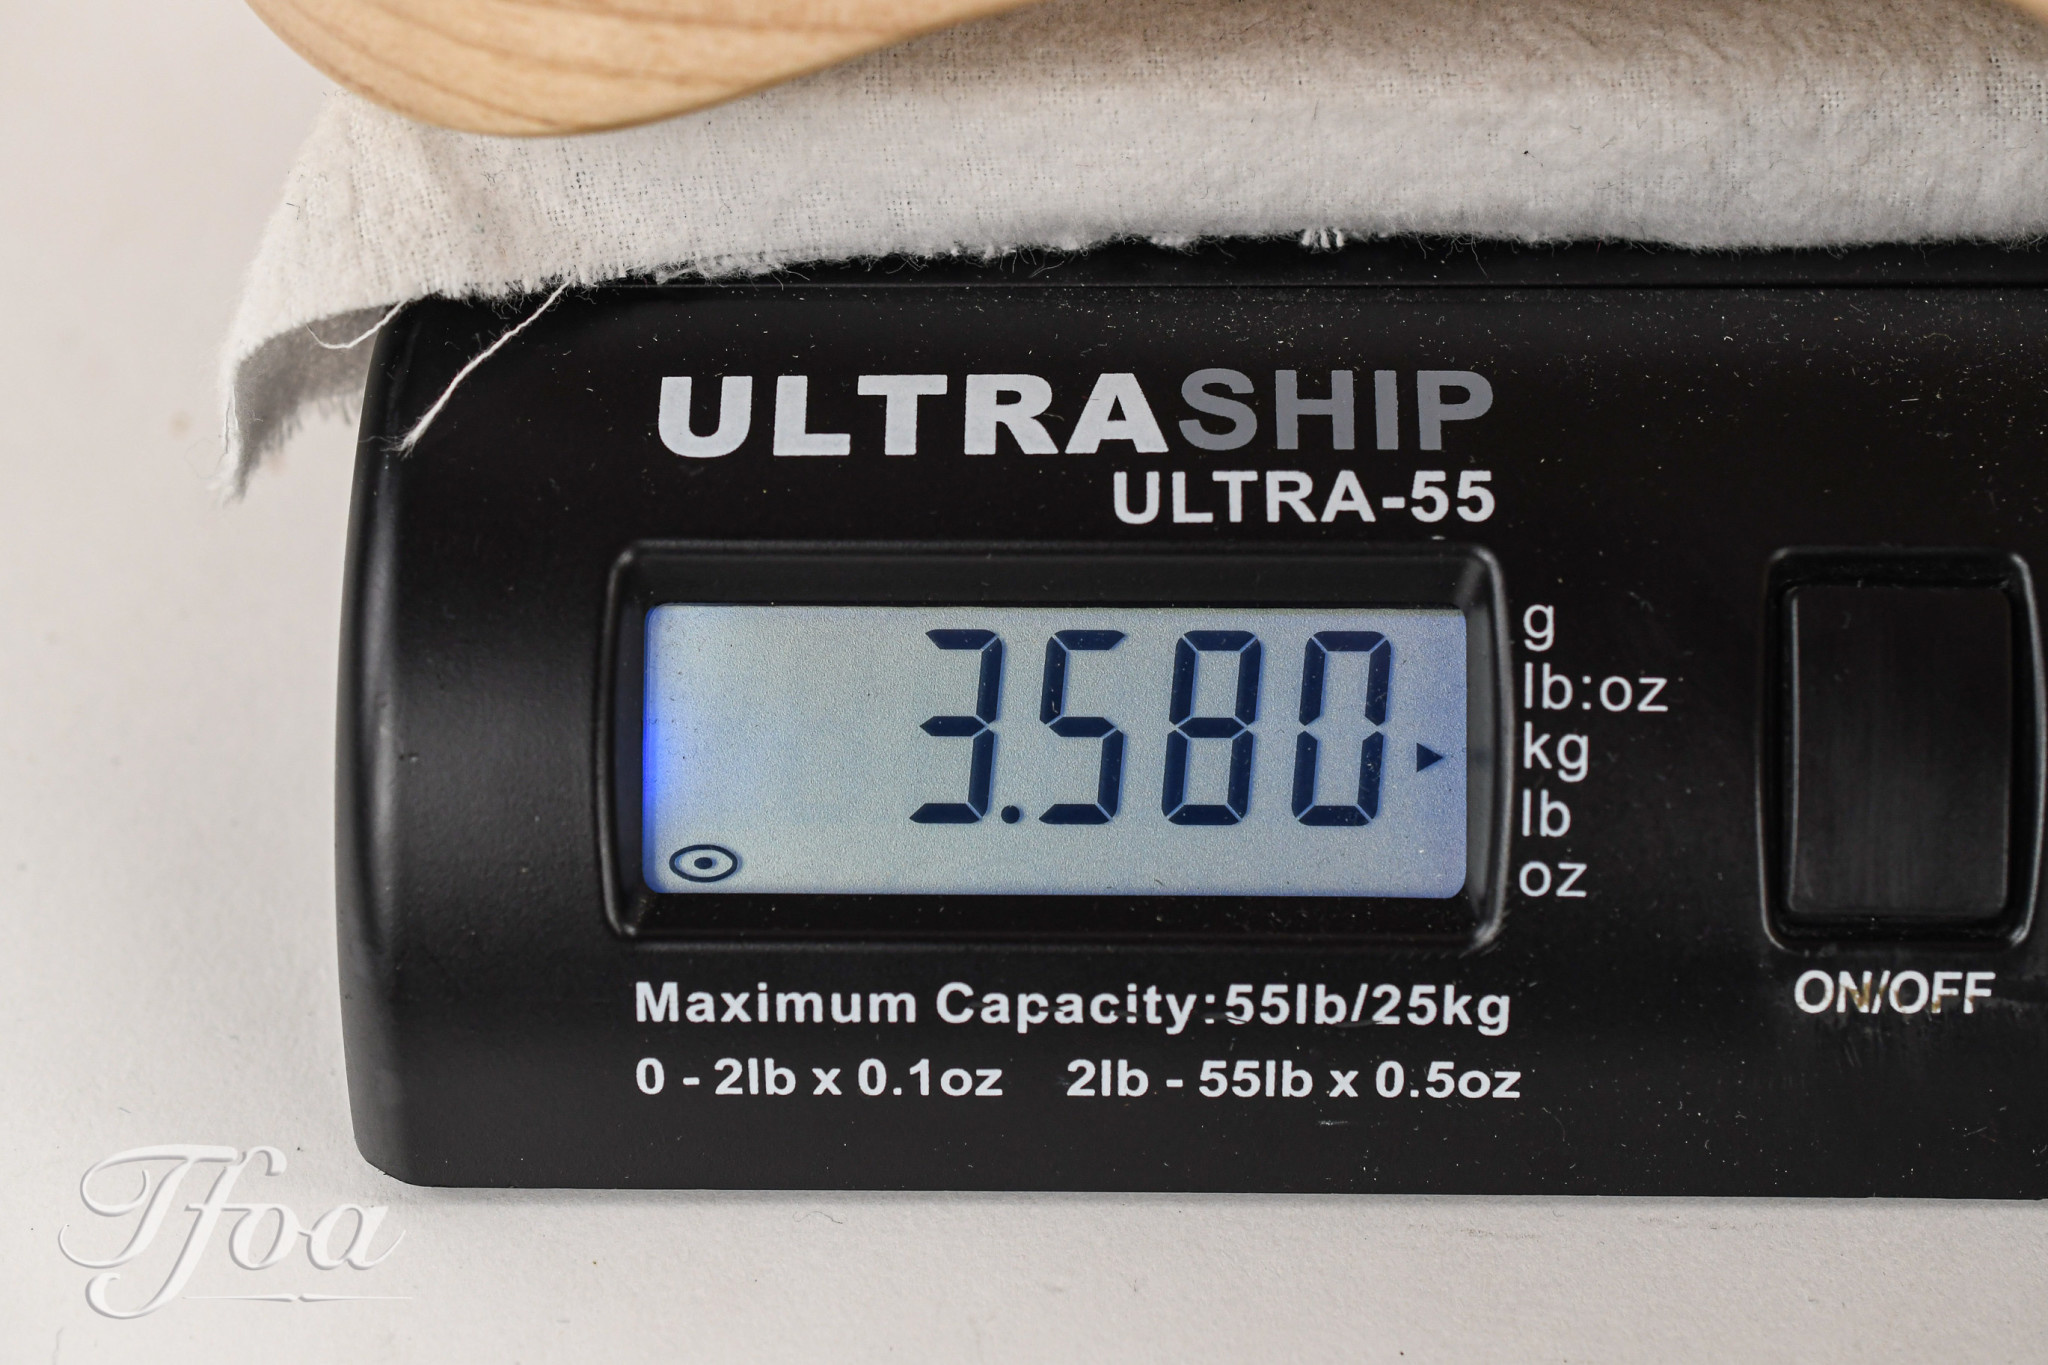 ULTRASHIP
ULTRA-55
3.580
g
lb:oz
kg
lb
oz
ON/OFF
Maximum Capacity:55lb/25kg
0 - 2lb x 0.1oz 2lb - 55lb x 0.5oz
Tfoa